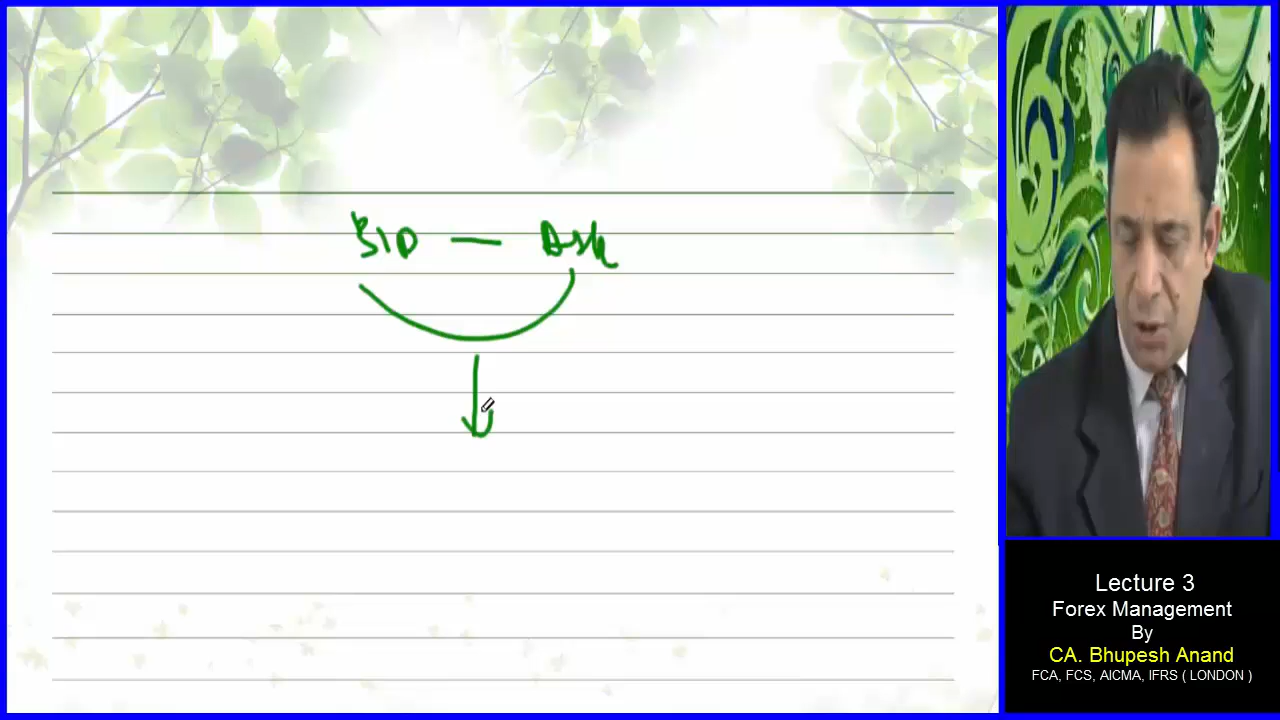 BID — Ask
Lecture 3
Forex Management
By
CA. Bhupesh Anand
FCA, FCS, AICMA, IFRS ( LONDON )